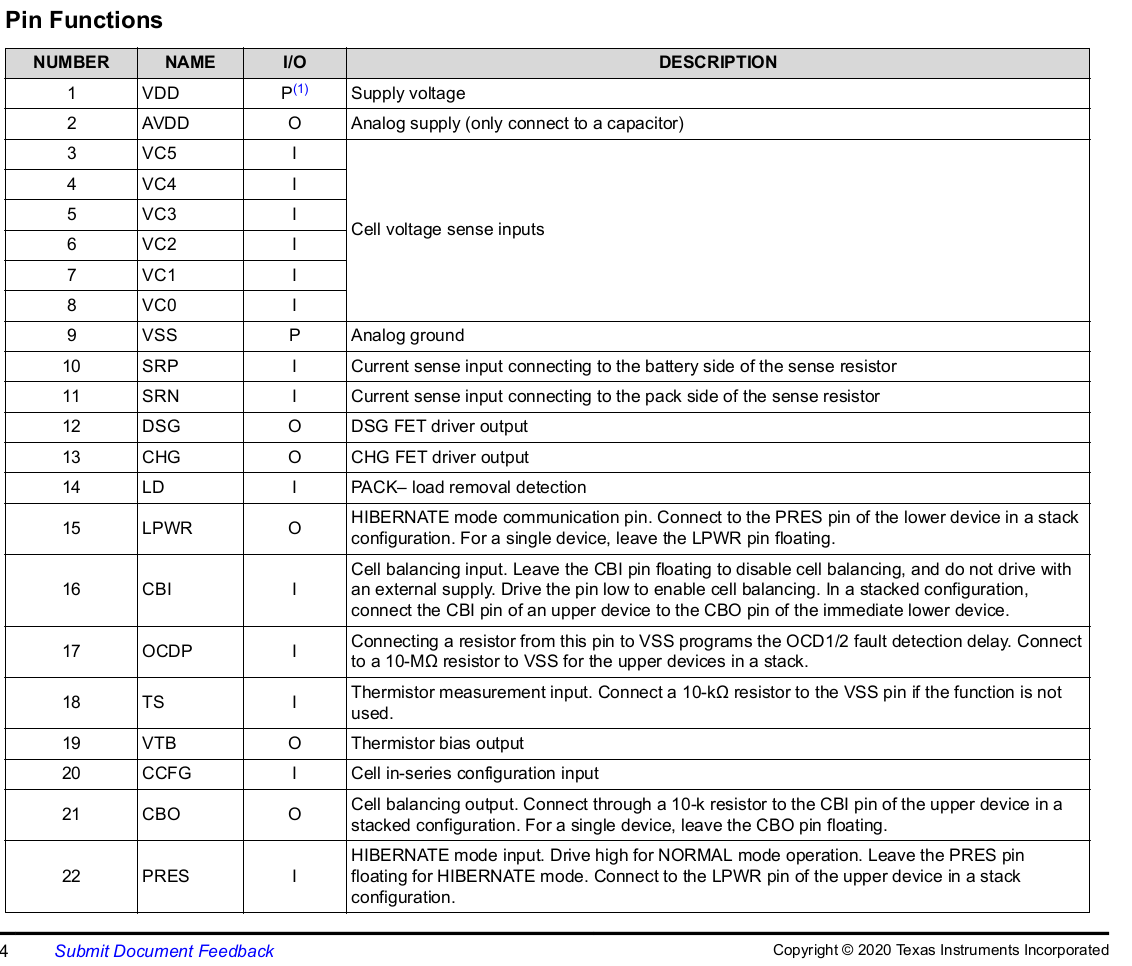 Pin Functions
NUMBER NAME I/O DESCRIPTION
1 VDD P(1) Supply voltage
2 AVDD O Analog supply (only connect to a capacitor)
3 VC5 I
4 VC4 I
5 VC3 I
Cell voltage sense inputs
6 VC2 I
7 VC1 I
8 VC0 I
9 VSS P Analog ground
10 SRP I Current sense input connecting to the battery side of the sense resistor
11 SRN I Current sense input connecting to the pack side of the sense resistor
12 DSG O DSG FET driver output
13 CHG O CHG FET driver output
14 LD I PACK– load removal detection
15 LPWR O HIBERNATE mode communication pin. Connect to the PRES pin of the lower device in a stack
configuration. For a single device, leave the LPWR pin floating.
16 CBI I Cell balancing input. Leave the CBI pin floating to disable cell balancing, and do not drive with
an external supply. Drive the pin low to enable cell balancing. In a stacked configuration,
connect the CBI pin of an upper device to the CBO pin of the immediate lower device.
17 OCDP I Connecting a resistor from this pin to VSS programs the OCD1/2 fault detection delay. Connect
to a 10-MΩ resistor to VSS for the upper devices in a stack.
18 TS I Thermistor measurement input. Connect a 10-kΩ resistor to the VSS pin if the function is not
used.
19 VTB O Thermistor bias output
20 CCFG I Cell in-series configuration input
21 CBO O Cell balancing output. Connect through a 10-k resistor to the CBI pin of the upper device in a
stacked configuration. For a single device, leave the CBO pin floating.
22 PRES I HIBERNATE mode input. Drive high for NORMAL mode operation. Leave the PRES pin
floating for HIBERNATE mode. Connect to the LPWR pin of the upper device in a stack
configuration.
4 Submit Document Feedback Copyright © 2020 Texas Instruments Incorporated